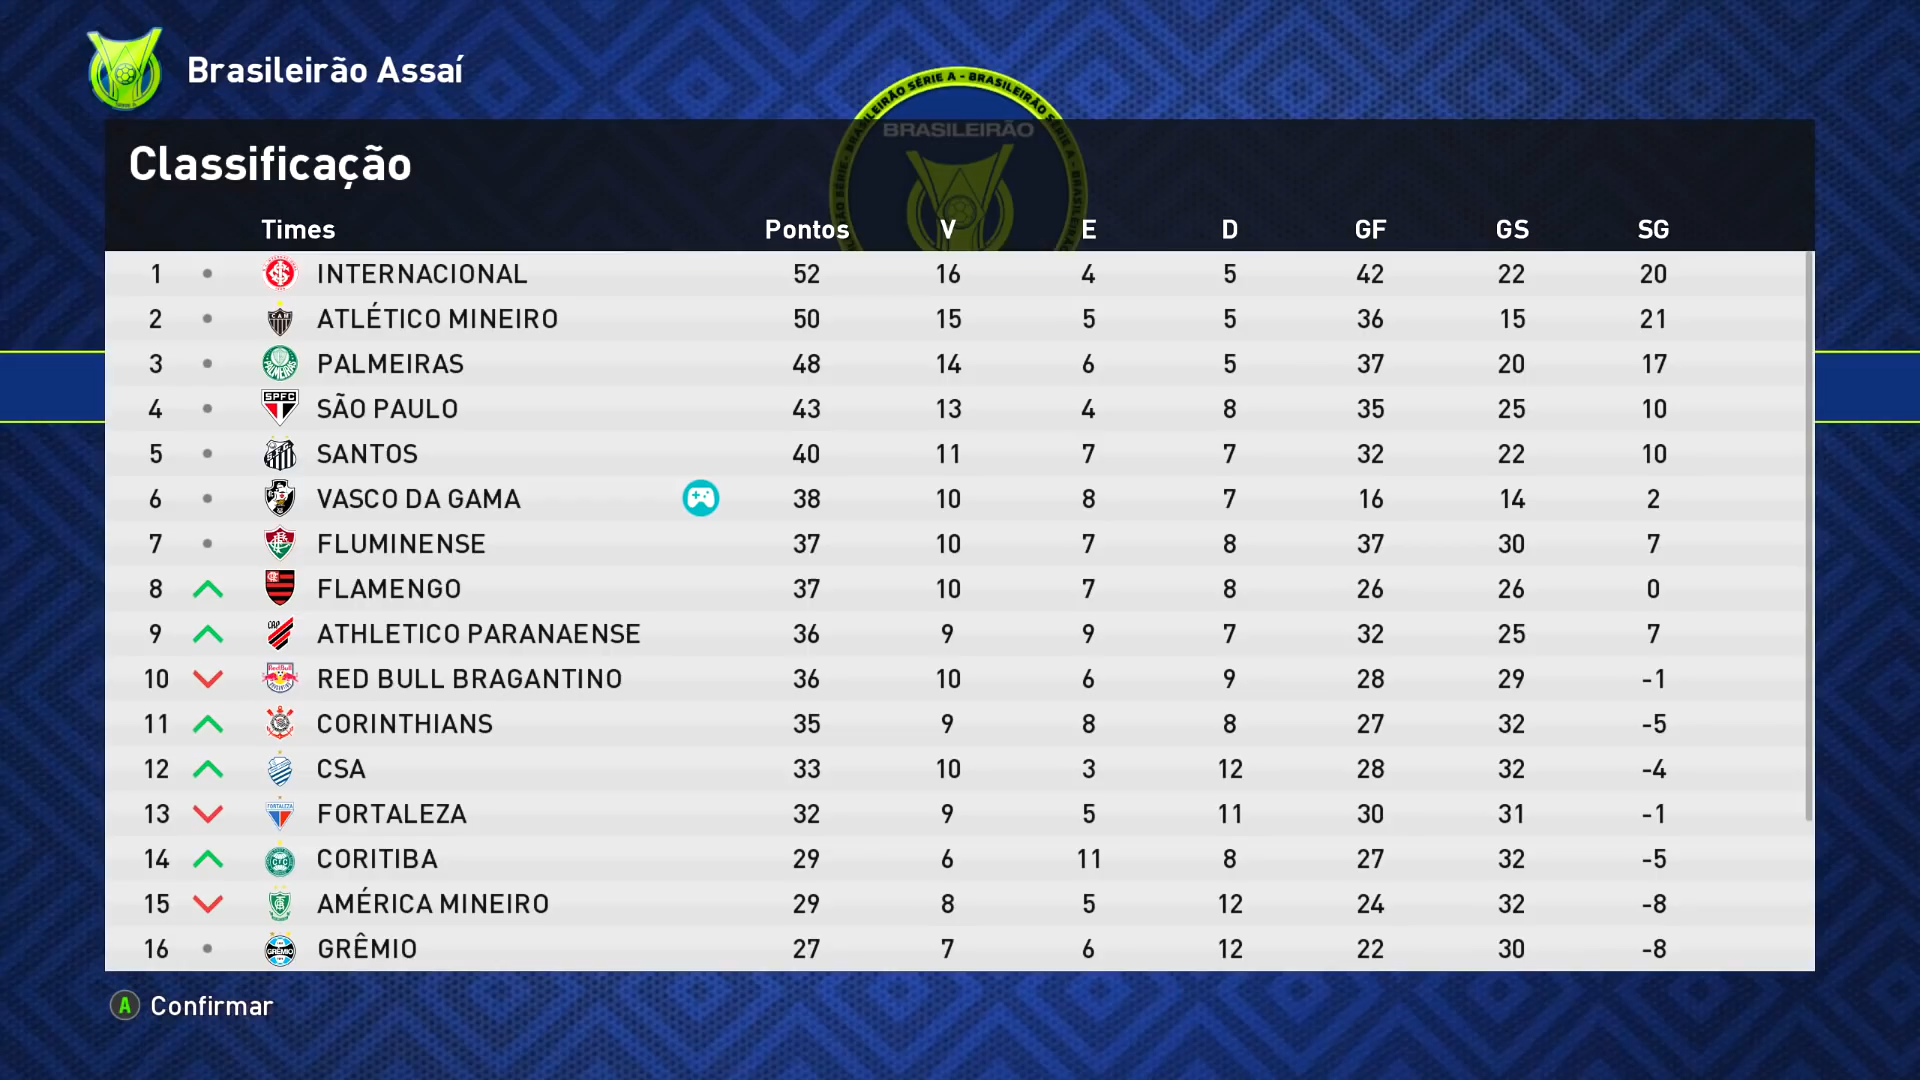 Brasileirão Assaí
BRASILEIRÃO SÉRIE A - BRASILEIRÃO SÉRIE A -
BRASILEIRÃO
Classificação
Times Pontos V E D GF GS SG
1 INTERNACIONAL 52 16 4 5 42 22 20
2 ATLÉTICO MINEIRO 50 15 5 5 36 15 21
3 PALMEIRAS 48 14 6 5 37 20 17
4 SÃO PAULO 43 13 4 8 35 25 10
5 SANTOS 40 11 7 7 32 22 10
6 VASCO DA GAMA 38 10 8 7 16 14 2
7 FLUMINENSE 37 10 7 8 37 30 7
8 FLAMENGO 37 10 7 8 26 26 0
9 ATHLETICO PARANAENSE 36 9 9 7 32 25 7
10 RED BULL BRAGANTINO 36 10 6 9 28 29 -1
11 CORINTHIANS 35 9 8 8 27 32 -5
12 CSA 33 10 3 12 28 32 -4
13 FORTALEZA 32 9 5 11 30 31 -1
14 CORITIBA 29 6 11 8 27 32 -5
15 AMÉRICA MINEIRO 29 8 5 12 24 32 -8
16 GRÊMIO 27 7 6 12 22 30 -8
A Confirmar